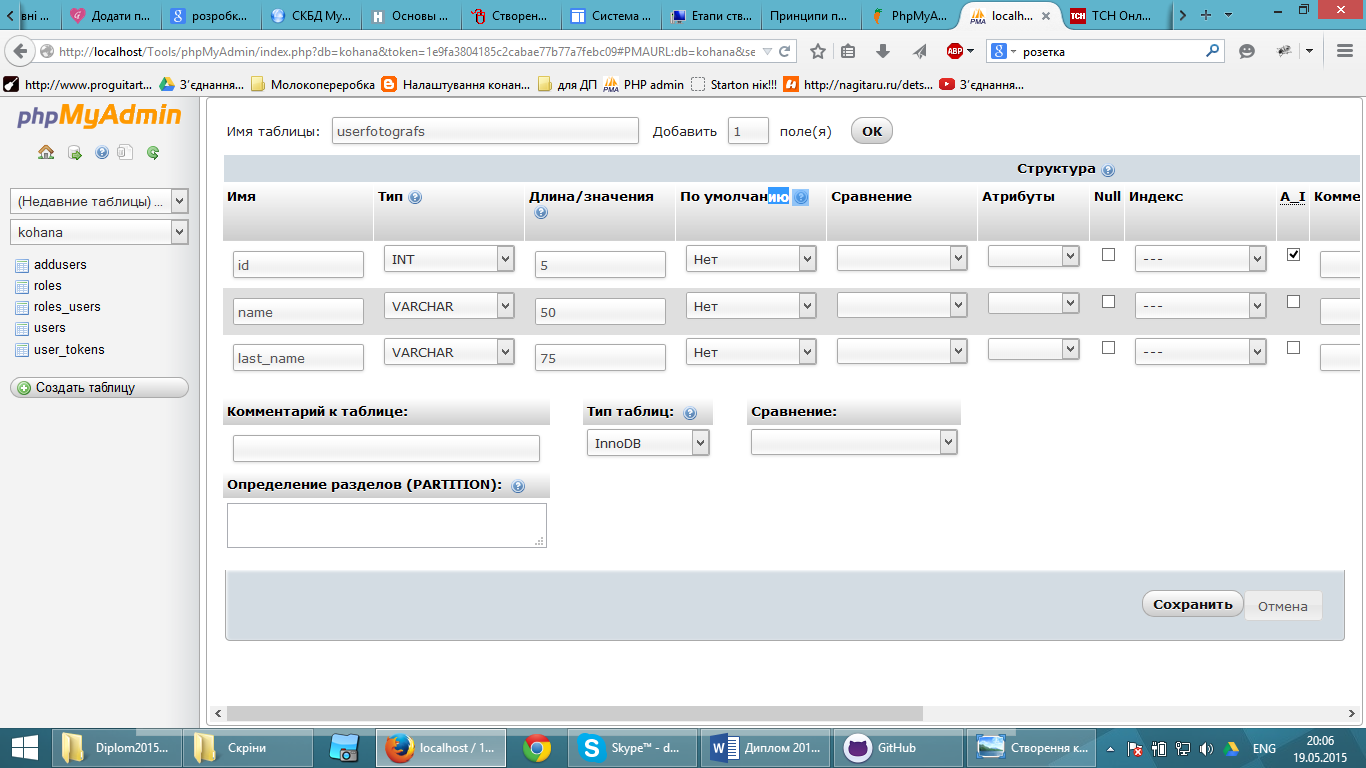 вні ...
Додати п...
розробк...
СКБД Му...
Основы ...
Створен...
Система ...
Етапи ств...
Принципи п...
PhpMyA...
localh...
ТСН Онл...
http://localhost/Tools/phpMyAdmin/index.php?db=kohana&token=1e9fa3804185c2cabae77b77a7febc09#PMAURL:db=kohana&se
розетка
http://www.proguitart...
З’єднання...
Молокопереробка
Налаштування конан...
для ДП
PHP admin
Starton нік!!!
http://nagitaru.ru/dets...
З’єднання...
phpMyAdmin
(Недавние таблицы) ...
kohana
addusers
roles
roles_users
users
user_tokens
Создать таблицу
Имя таблицы: userfotografs Добавить 1 поле(я) OK
Структура
Имя Тип Длина/значения По умолчанию Сравнение Атрибуты Null Индекс A_I Комме
id INT 5 Нет ---
name VARCHAR 50 Нет ---
last_name VARCHAR 75 Нет ---
Комментарий к таблице: Тип таблиц: Сравнение:
InnoDB
Определение разделов (PARTITION):
Сохранить Отмена
Diplom2015...
Скріни
localhost / 1...
Skype™ - d...
Диплом 201...
GitHub
Створення к...
ENG
20:06
19.05.2015